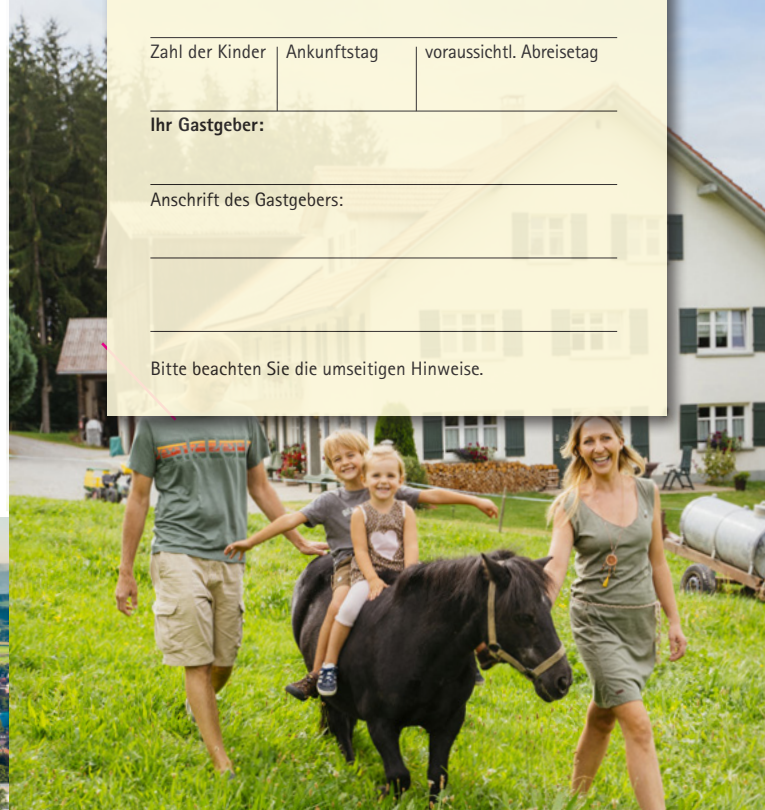 Zahl der Kinder Ankunftstag voraussichtl. Abreisetag
Ihr Gastgeber:
Anschrift des Gastgebers:
Bitte beachten Sie die umseitigen Hinweise.